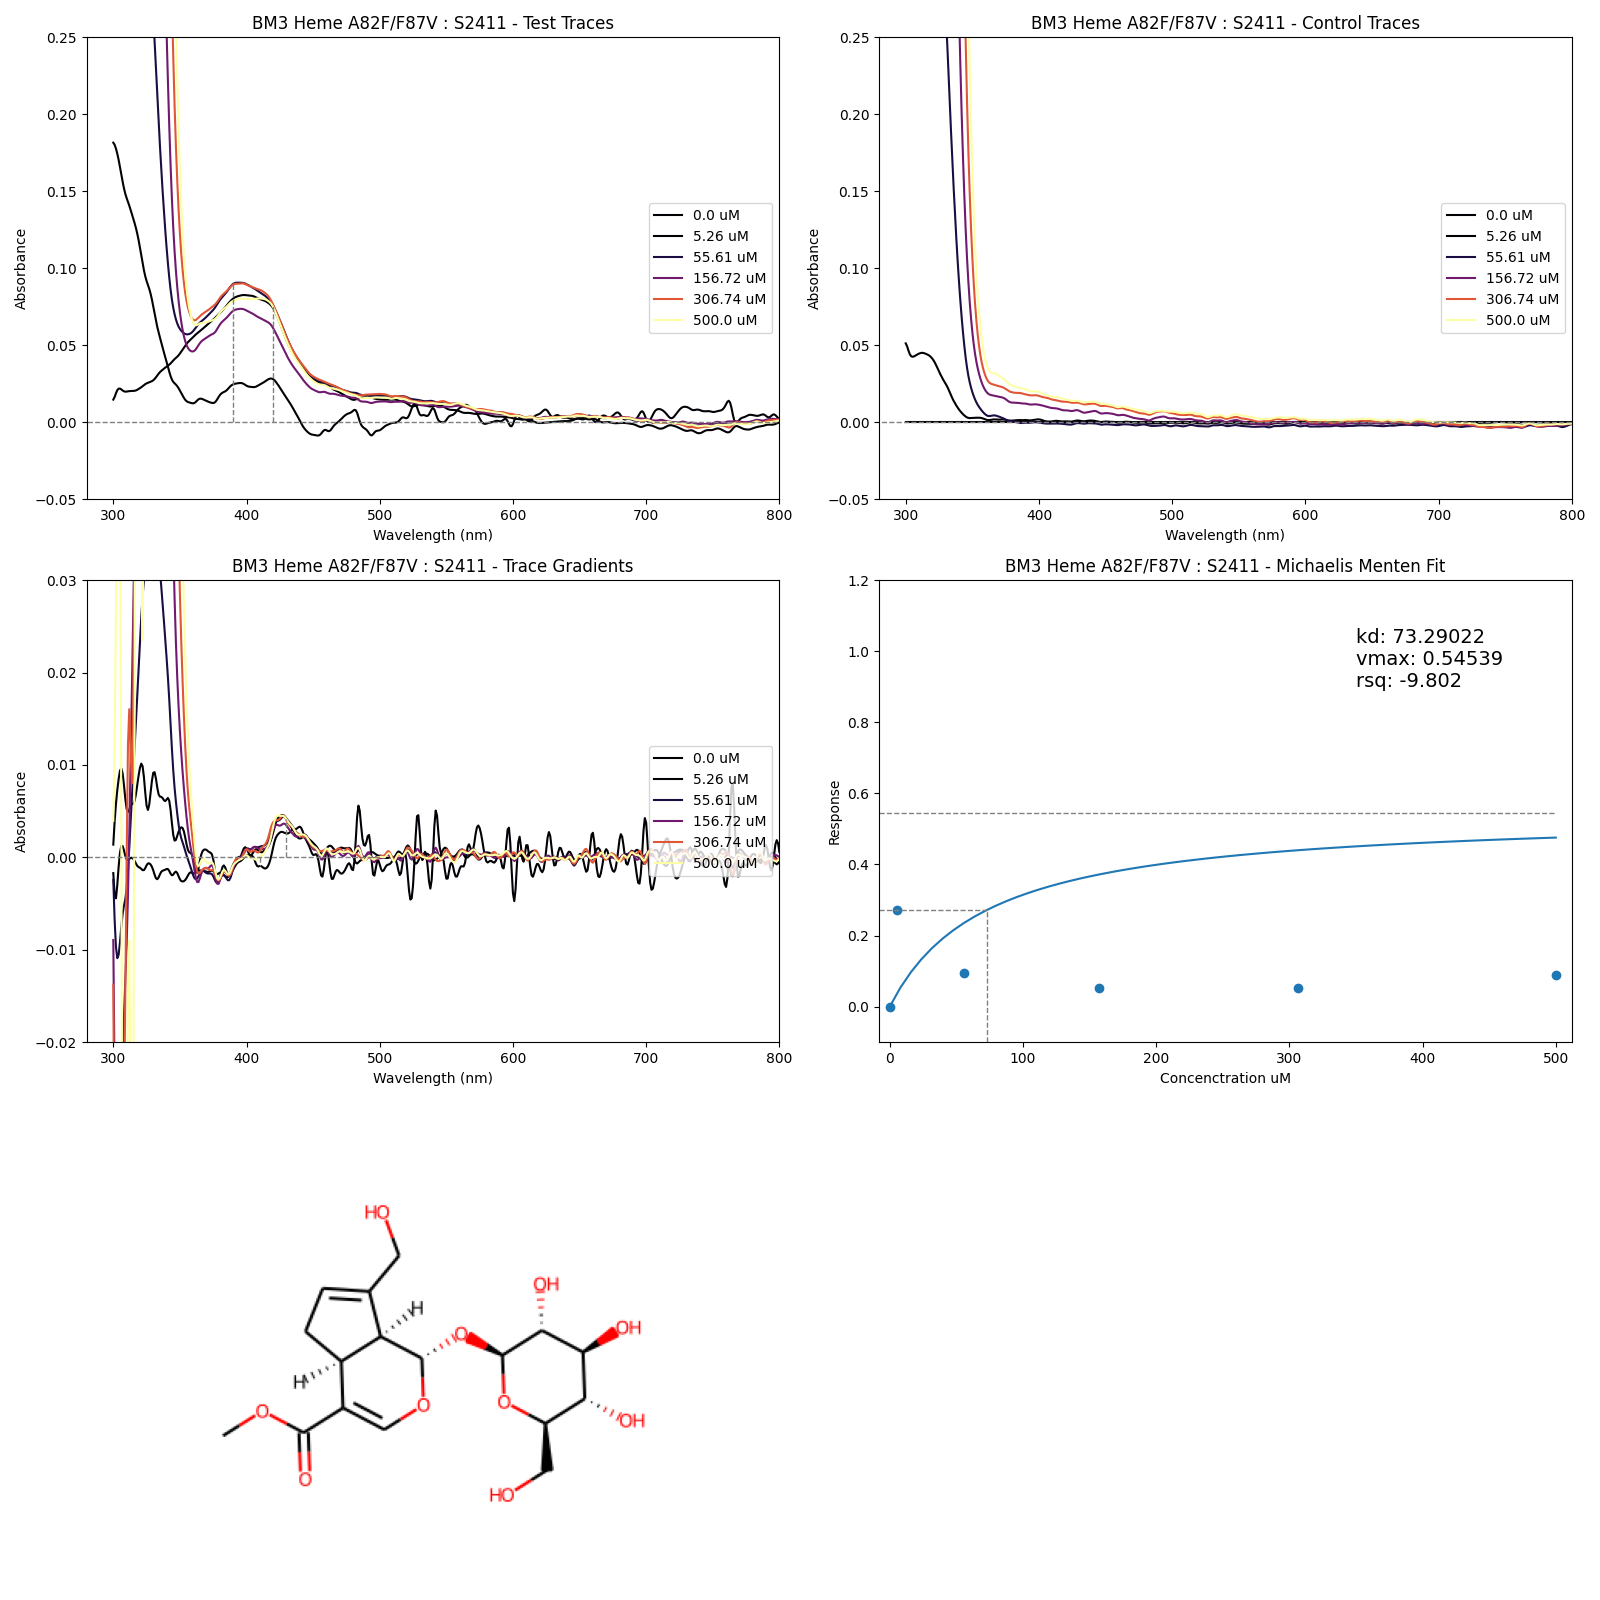 BM3 Heme A82F/F87V : S2411 - Test Traces
0.25
0.20
0.15
0.10
0.05
0.00
−0.05
Absorbance
300
400
500
600
700
800
Wavelength (nm)
0.0 uM
5.26 uM
55.61 uM
156.72 uM
306.74 uM
500.0 uM
BM3 Heme A82F/F87V : S2411 - Control Traces
0.25
0.20
0.15
0.10
0.05
0.00
−0.05
Absorbance
300
400
500
600
700
800
Wavelength (nm)
0.0 uM
5.26 uM
55.61 uM
156.72 uM
306.74 uM
500.0 uM
BM3 Heme A82F/F87V : S2411 - Trace Gradients
0.03
0.02
0.01
0.00
−0.01
−0.02
Absorbance
300
400
500
600
700
800
Wavelength (nm)
0.0 uM
5.26 uM
55.61 uM
156.72 uM
306.74 uM
500.0 uM
BM3 Heme A82F/F87V : S2411 - Michaelis Menten Fit
1.2
1.0
0.8
0.6
0.4
0.2
0.0
Response
0
100
200
300
400
500
Concenctration uM
kd: 73.29022
vmax: 0.54539
rsq: -9.802
HO
H
OH
O
OH
H
O
O
O
OH
O
HO